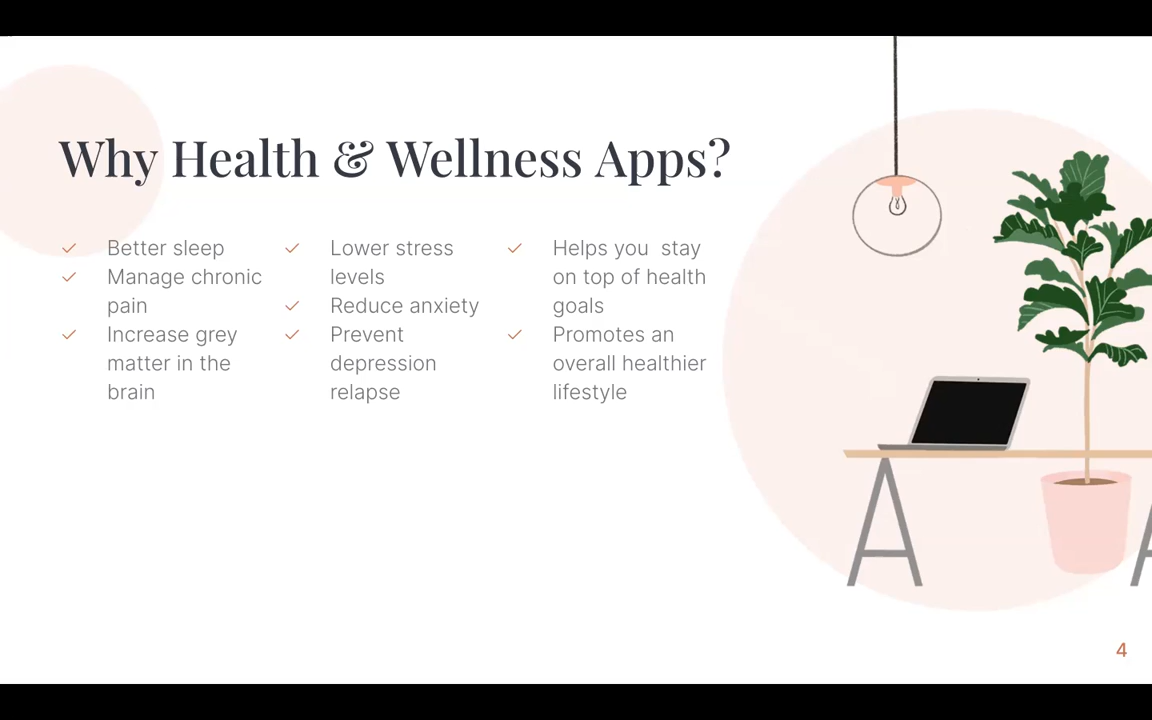 Why Health & Wellness Apps?
Better sleep
Manage chronic
pain
Increase grey
matter in the
brain
Lower stress
levels
Reduce anxiety
Prevent
depression
relapse
Helps you  stay
on top of health
goals
Promotes an
overall healthier
lifestyle
4